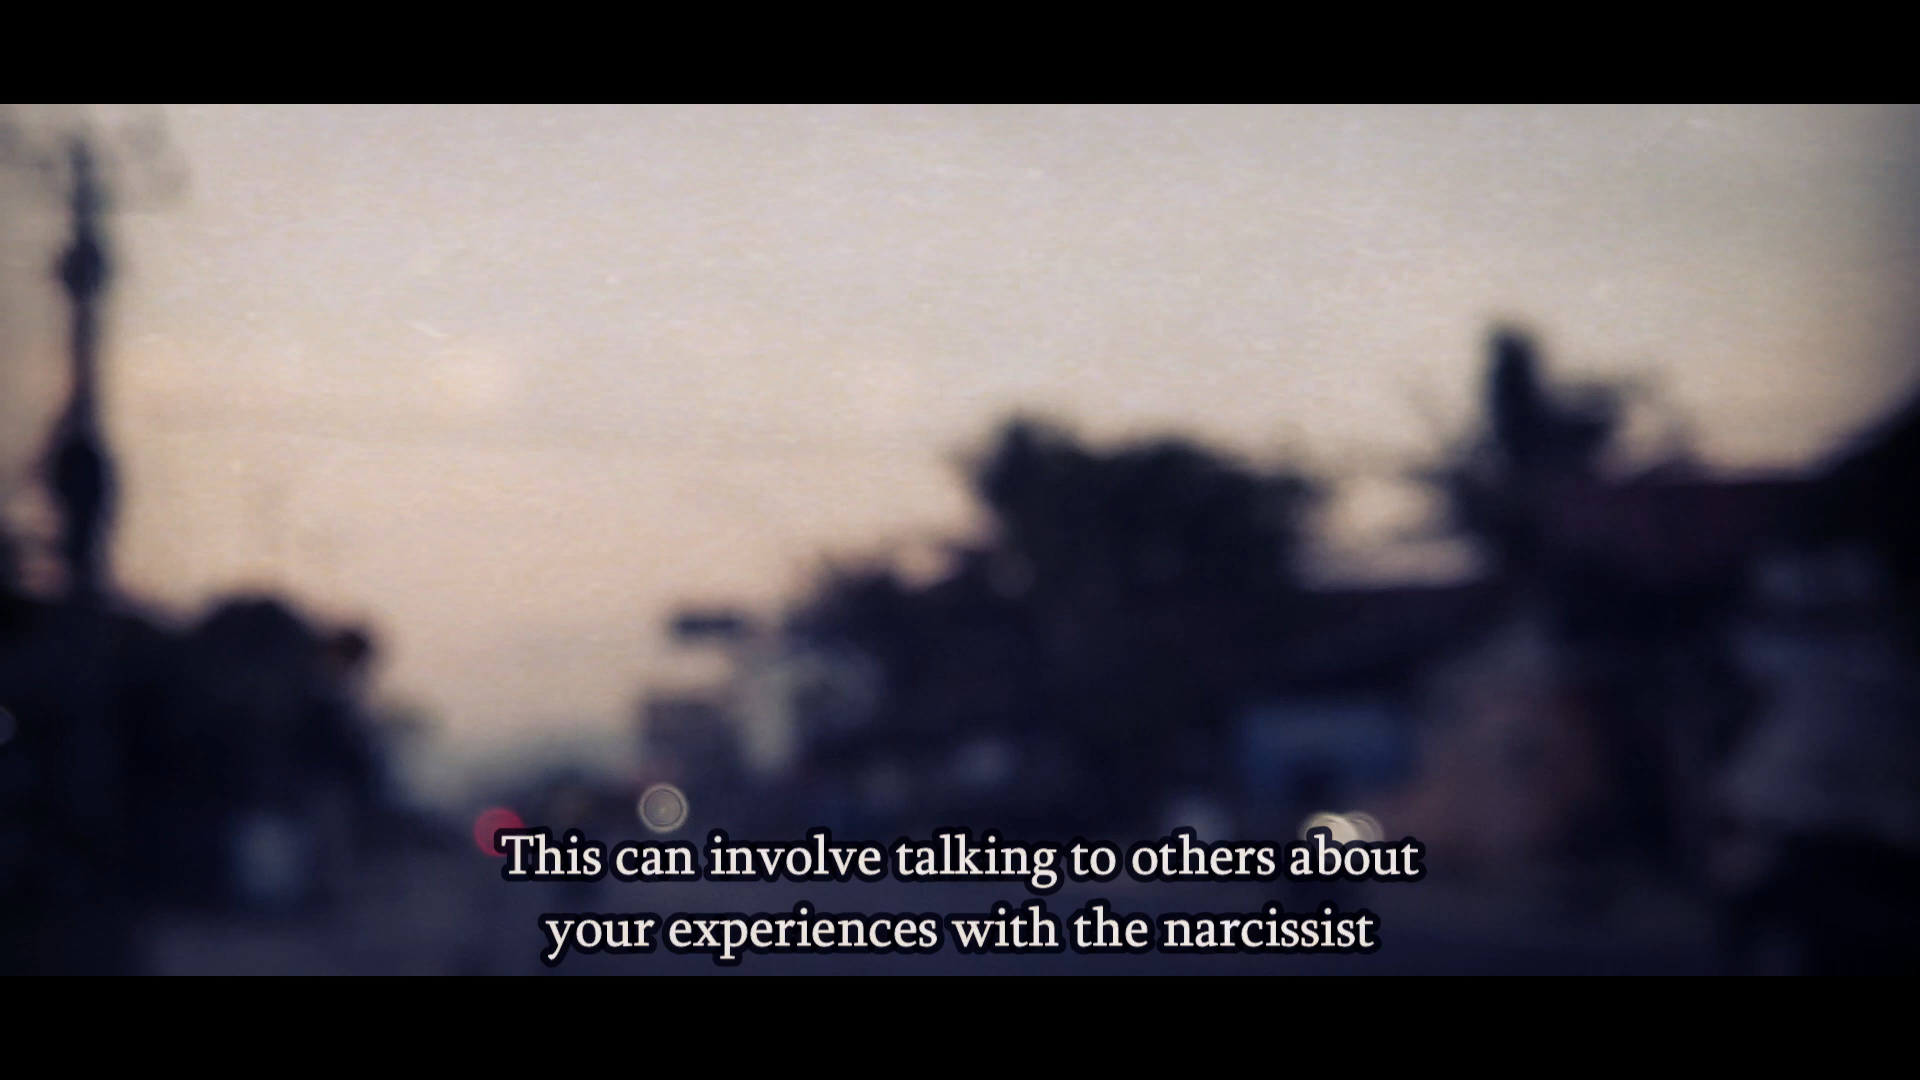 This can involve talking to others about
your experiences with the narcissist